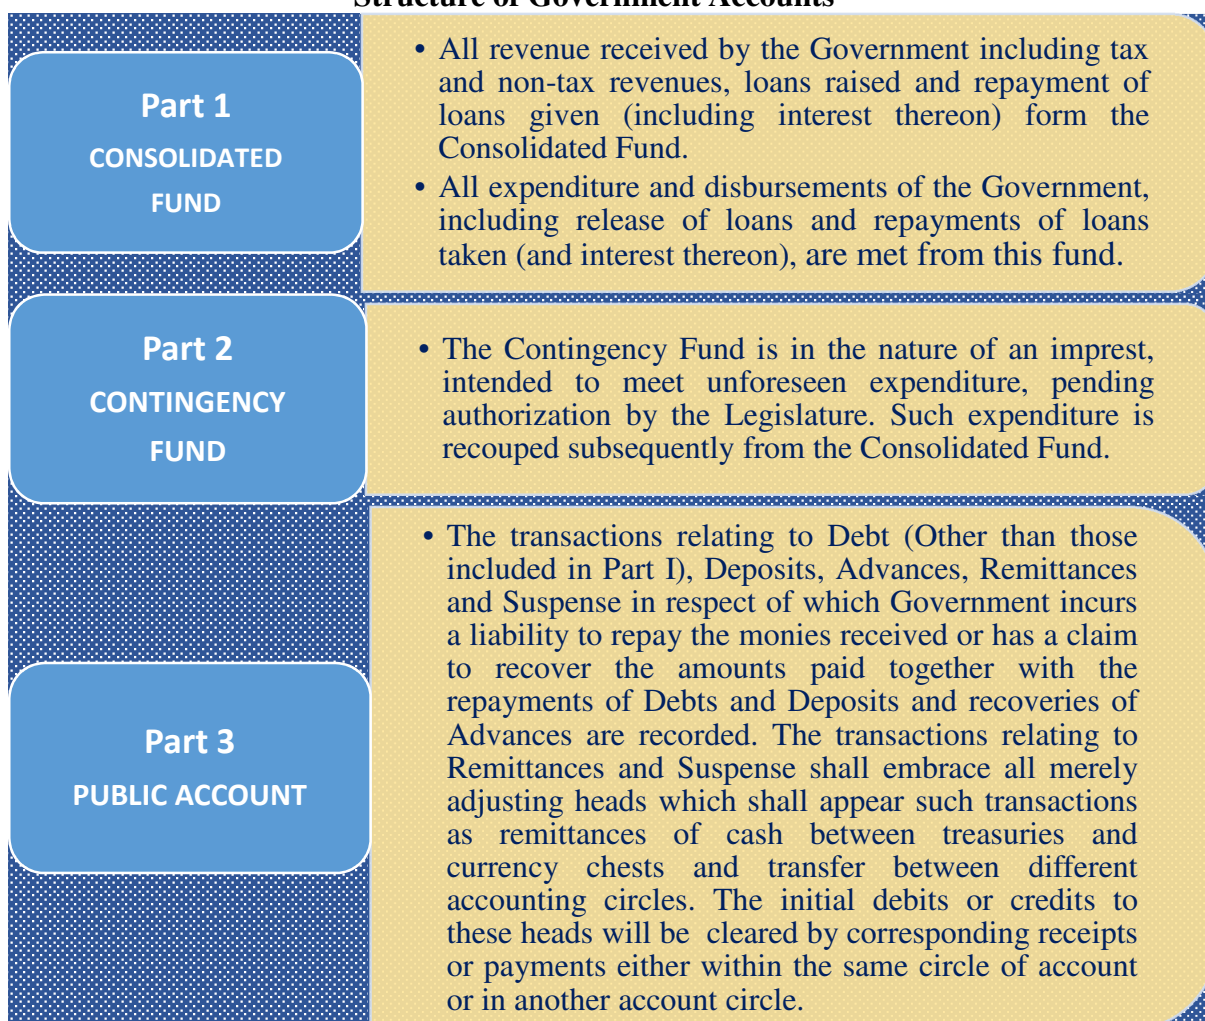 Structure of Government Accounts
Part 1
CONSOLIDATED
FUND
• All revenue received by the Government including tax
and non-tax revenues, loans raised and repayment of
loans given (including interest thereon) form the
Consolidated Fund.
• All expenditure and disbursements of the Government,
including release of loans and repayments of loans
taken (and interest thereon), are met from this fund.
Part 2
CONTINGENCY
FUND
• The Contingency Fund is in the nature of an imprest,
intended to meet unforeseen expenditure, pending
authorization by the Legislature. Such expenditure is
recouped subsequently from the Consolidated Fund.
Part 3
PUBLIC ACCOUNT
• The transactions relating to Debt (Other than those
included in Part I), Deposits, Advances, Remittances
and Suspense in respect of which Government incurs
a liability to repay the monies received or has a claim
to recover the amounts paid together with the
repayments of Debts and Deposits and recoveries of
Advances are recorded. The transactions relating to
Remittances and Suspense shall embrace all merely
adjusting heads which shall appear such transactions
as remittances of cash between treasuries and
currency chests and transfer between different
accounting circles. The initial debits or credits to
these heads will be cleared by corresponding receipts
or payments either within the same circle of account
or in another account circle.